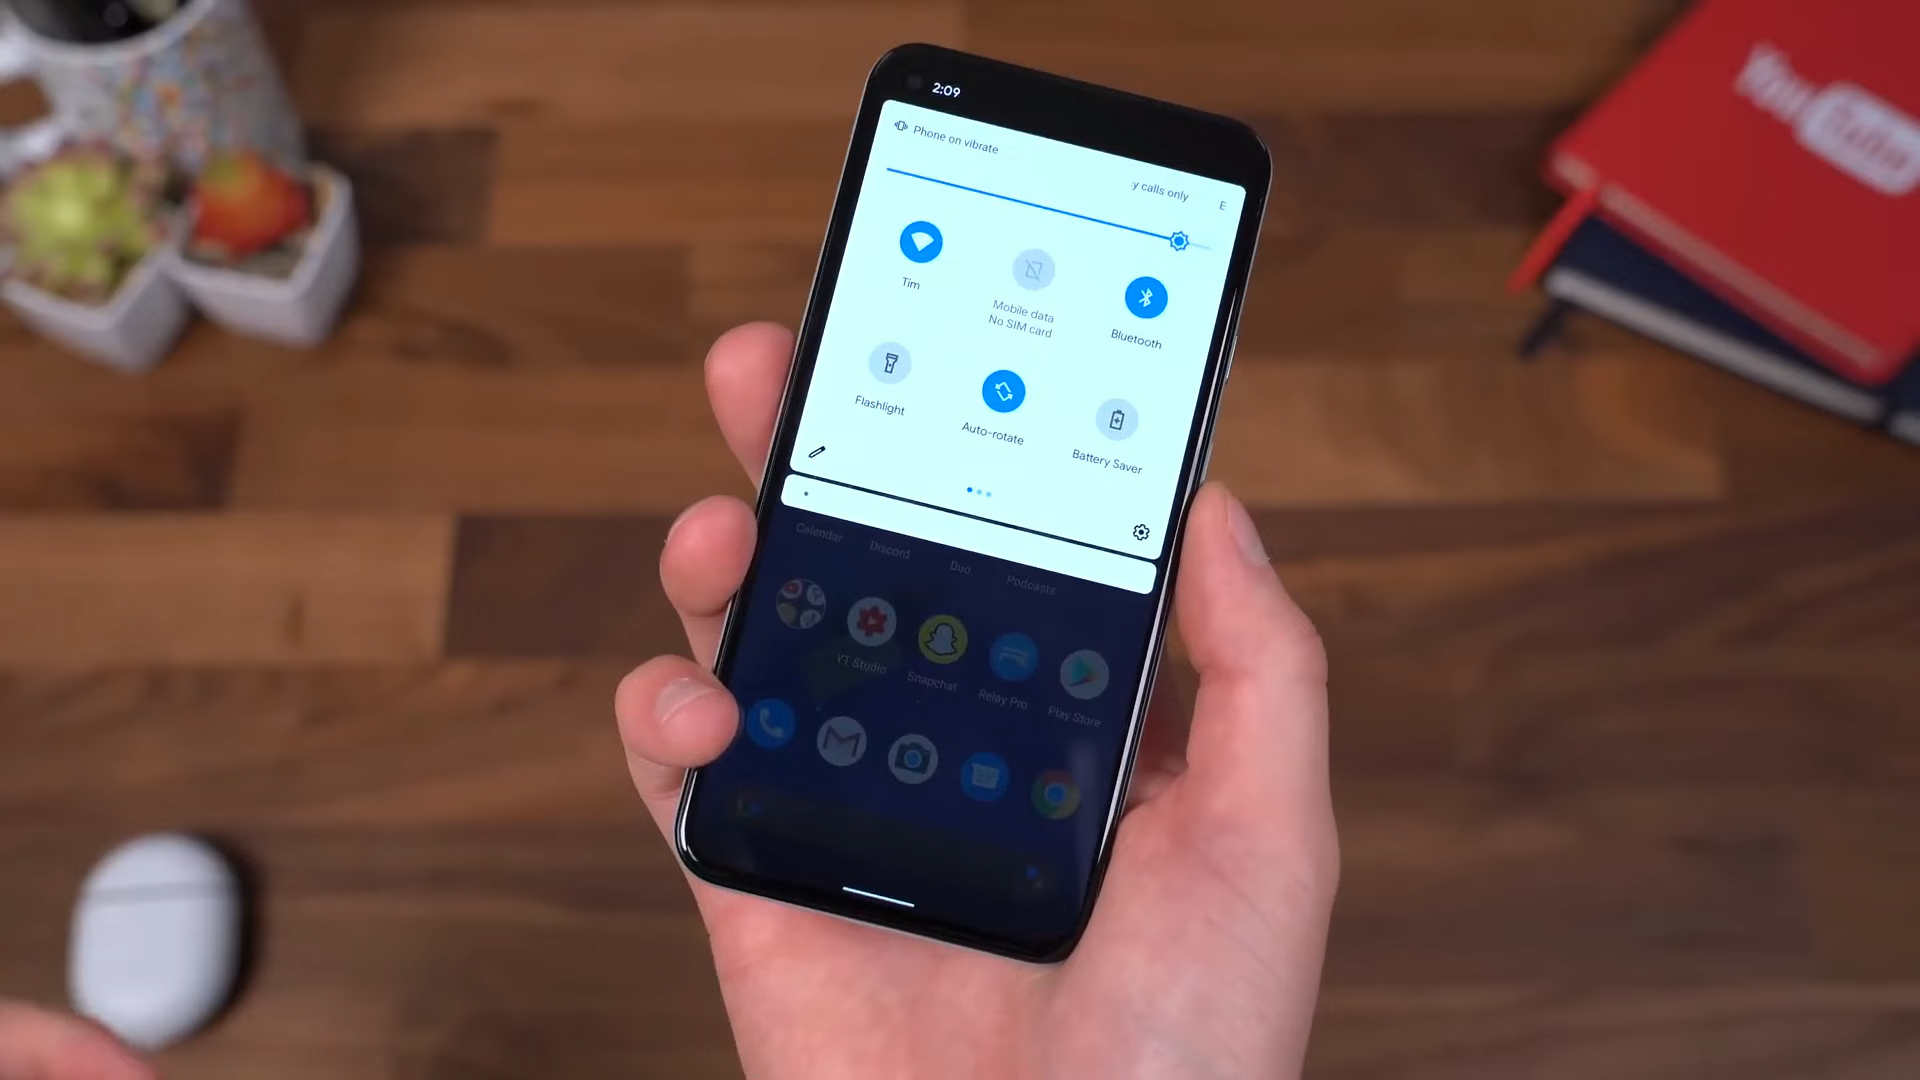 2:09
Phone on vibrate
y calls only E
Tim
Mobile data
No SIM card
Bluetooth
Flashlight
Auto-rotate
Battery Saver
Calendar Discord Duo Podcasts
YT Studio Snapchat Relay Pro Play Store
YouTube